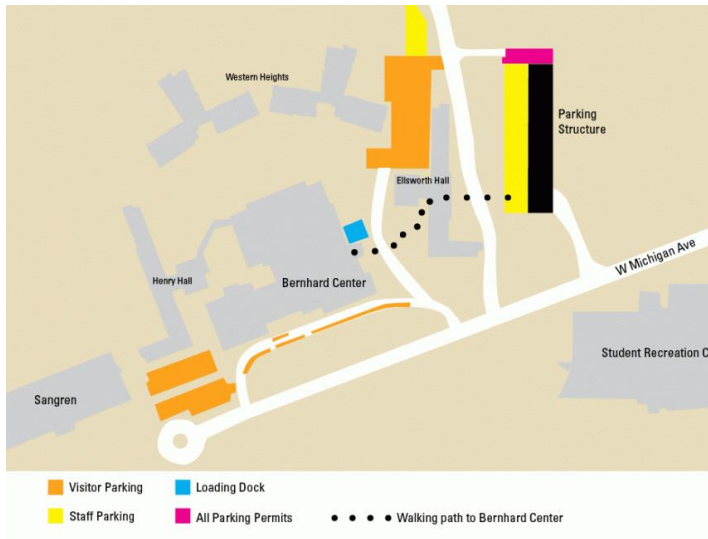 Western Heights
Parking
Structure
Ellsworth Hall
W Michigan Ave
Henry Hall
Bernhard Center
Student Recreation C
Sangren
Visitor Parking
Loading Dock
Staff Parking
All Parking Permits
Walking path to Bernhard Center